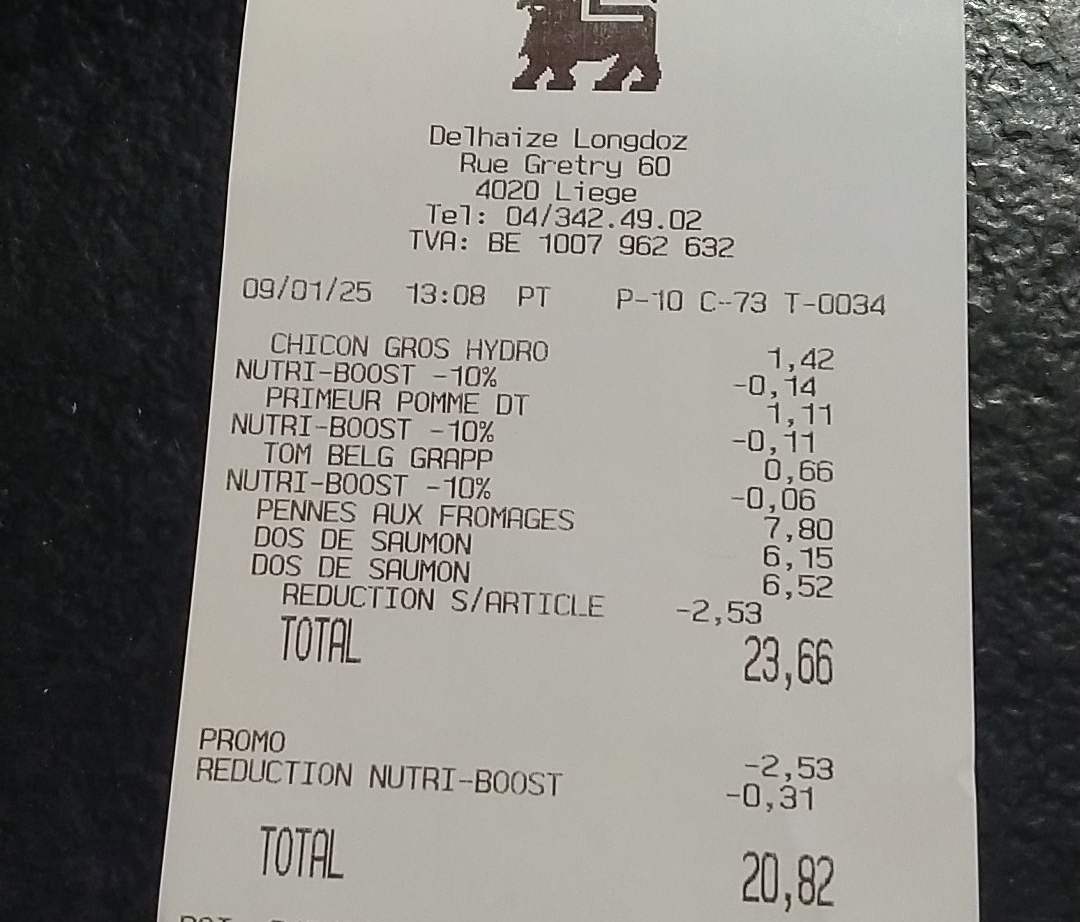 Delhaize Longdoz
Rue Gretry 60
4020 Liege
Tel: 04/342.49.02
TVA: BE 1007 962 632
09/01/25 13:08 PT P-10 C-73 T-0034
CHICON GROS HYDRO 1,42
NUTRI-BOOST -10% -0,14
PRIMEUR POMME DT 1,11
NUTRI-BOOST -10% -0,11
TOM BELG GRAPP 0,66
NUTRI-BOOST -10% -0,06
PENNES AUX FROMAGES 7,80
DOS DE SAUMON 6,15
DOS DE SAUMON 6,52
REDUCTION S/ARTICLE -2,53
TOTAL 23,66
PROMO -2,53
REDUCTION NUTRI-BOOST -0,31
TOTAL 20,82